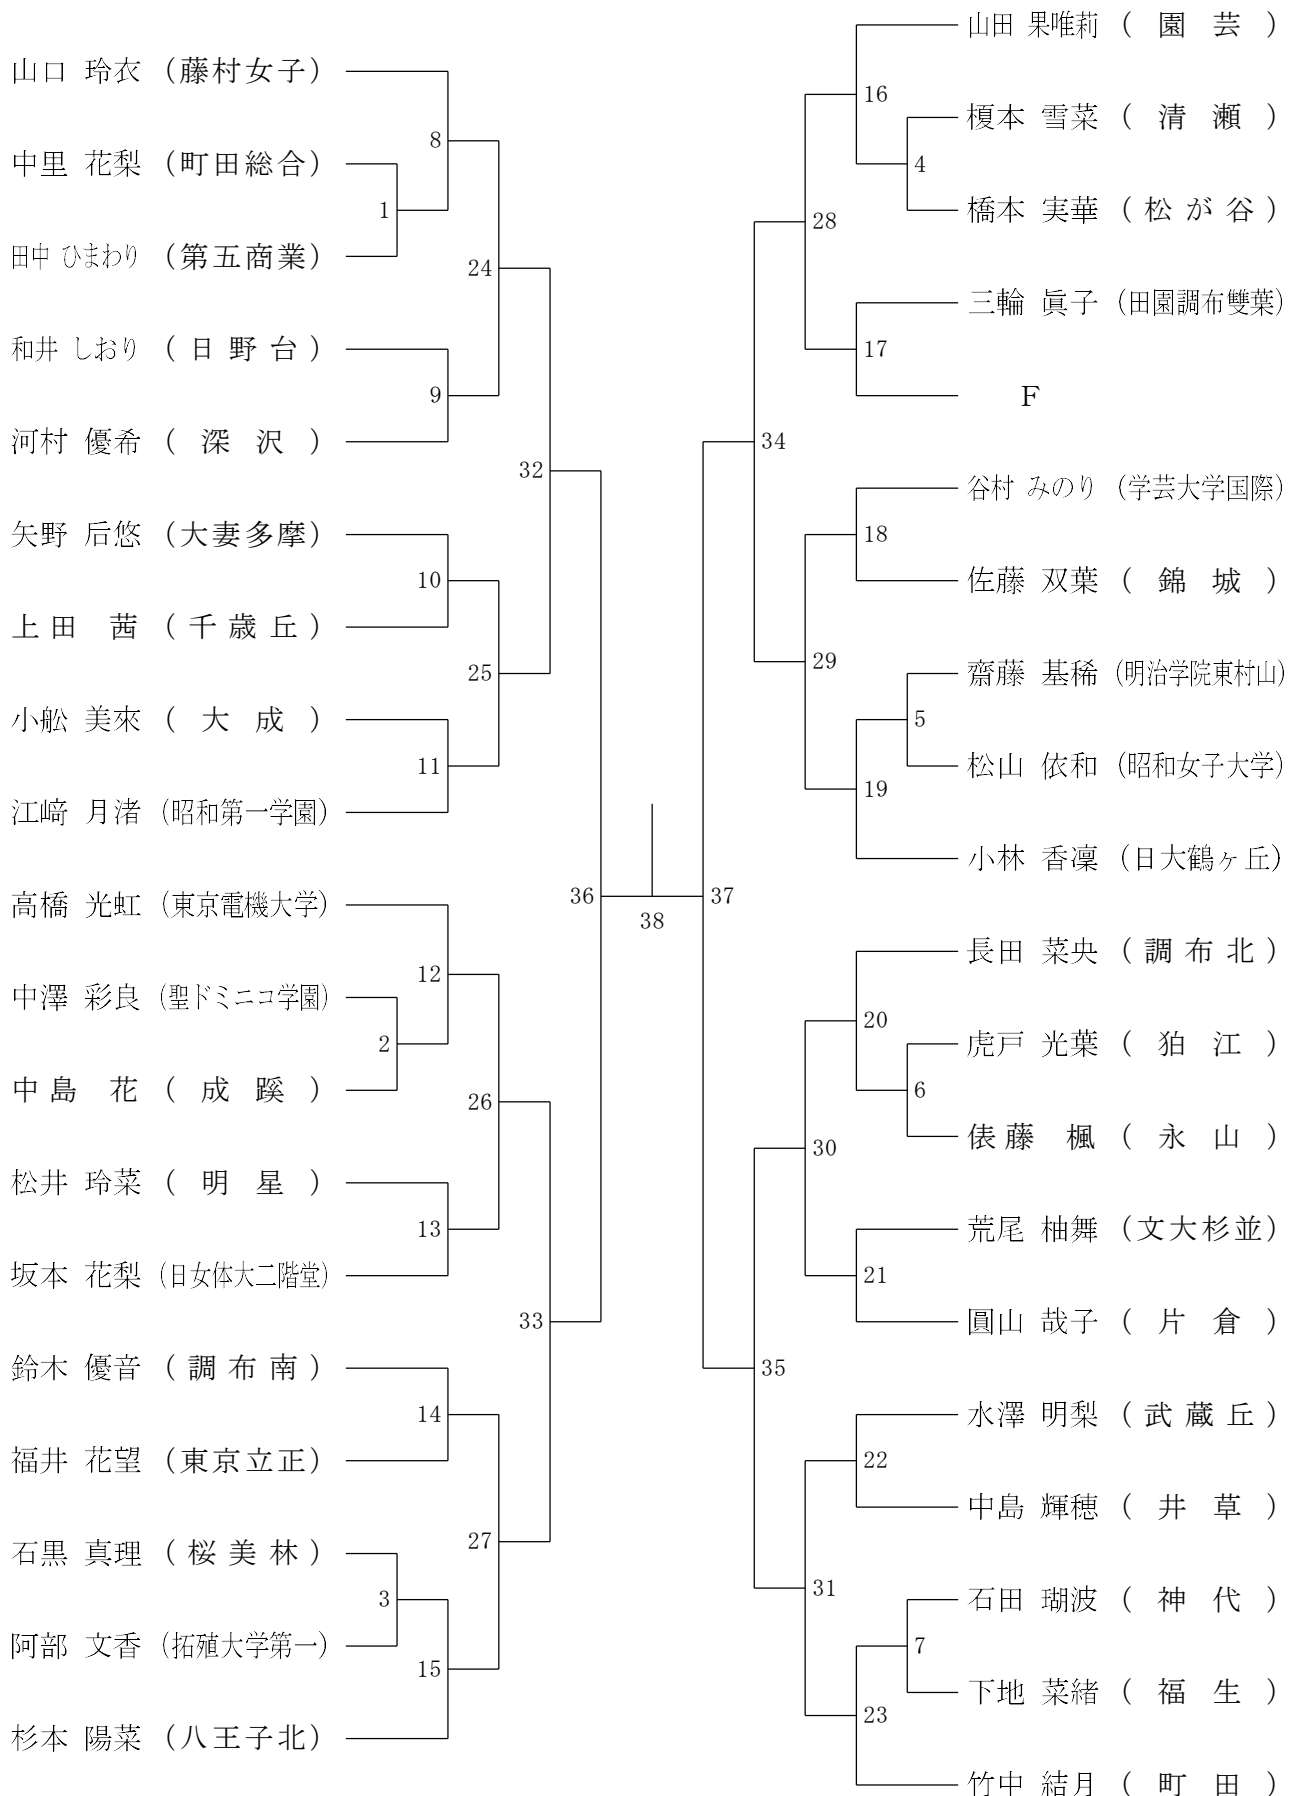 山口 玲衣 (藤村女子)
中里 花梨 (町田総合)
田中 ひまわり (第五商業)
和井 しおり (日野台)
河村 優希 (深沢)
矢野 后悠 (大妻多摩)
上田 茜 (千歳丘)
小舩 美來 (大成)
江﨑 月渚 (昭和第一学園)
高橋 光虹 (東京電機大学)
中澤 彩良 (聖ドミニコ学園)
中島 花 (成蹊)
松井 玲菜 (明星)
坂本 花梨 (日女体大二階堂)
鈴木 優音 (調布南)
福井 花望 (東京立正)
石黒 真理 (桜美林)
阿部 文香 (拓殖大学第一)
杉本 陽菜 (八王子北)
1
2
3
8
9
10
11
12
13
14
15
24
25
26
27
32
33
36
38
37
34
35
28
29
30
31
16
17
18
19
20
21
22
23
4
5
6
7
山田 果唯莉 (園芸)
榎本 雪菜 (清瀬)
橋本 実華 (松が谷)
三輪 眞子 (田園調布雙葉)
F
谷村 みのり (学芸大学国際)
佐藤 双葉 (錦城)
齋藤 基稀 (明治学院東村山)
松山 依和 (昭和女子大学)
小林 香凜 (日大鶴ヶ丘)
長田 菜央 (調布北)
虎戸 光葉 (狛江)
俵藤 楓 (永山)
荒尾 柚舞 (文大杉並)
圓山 哉子 (片倉)
水澤 明梨 (武蔵丘)
中島 輝穂 (井草)
石田 瑚波 (神代)
下地 菜緒 (福生)
竹中 結月 (町田)